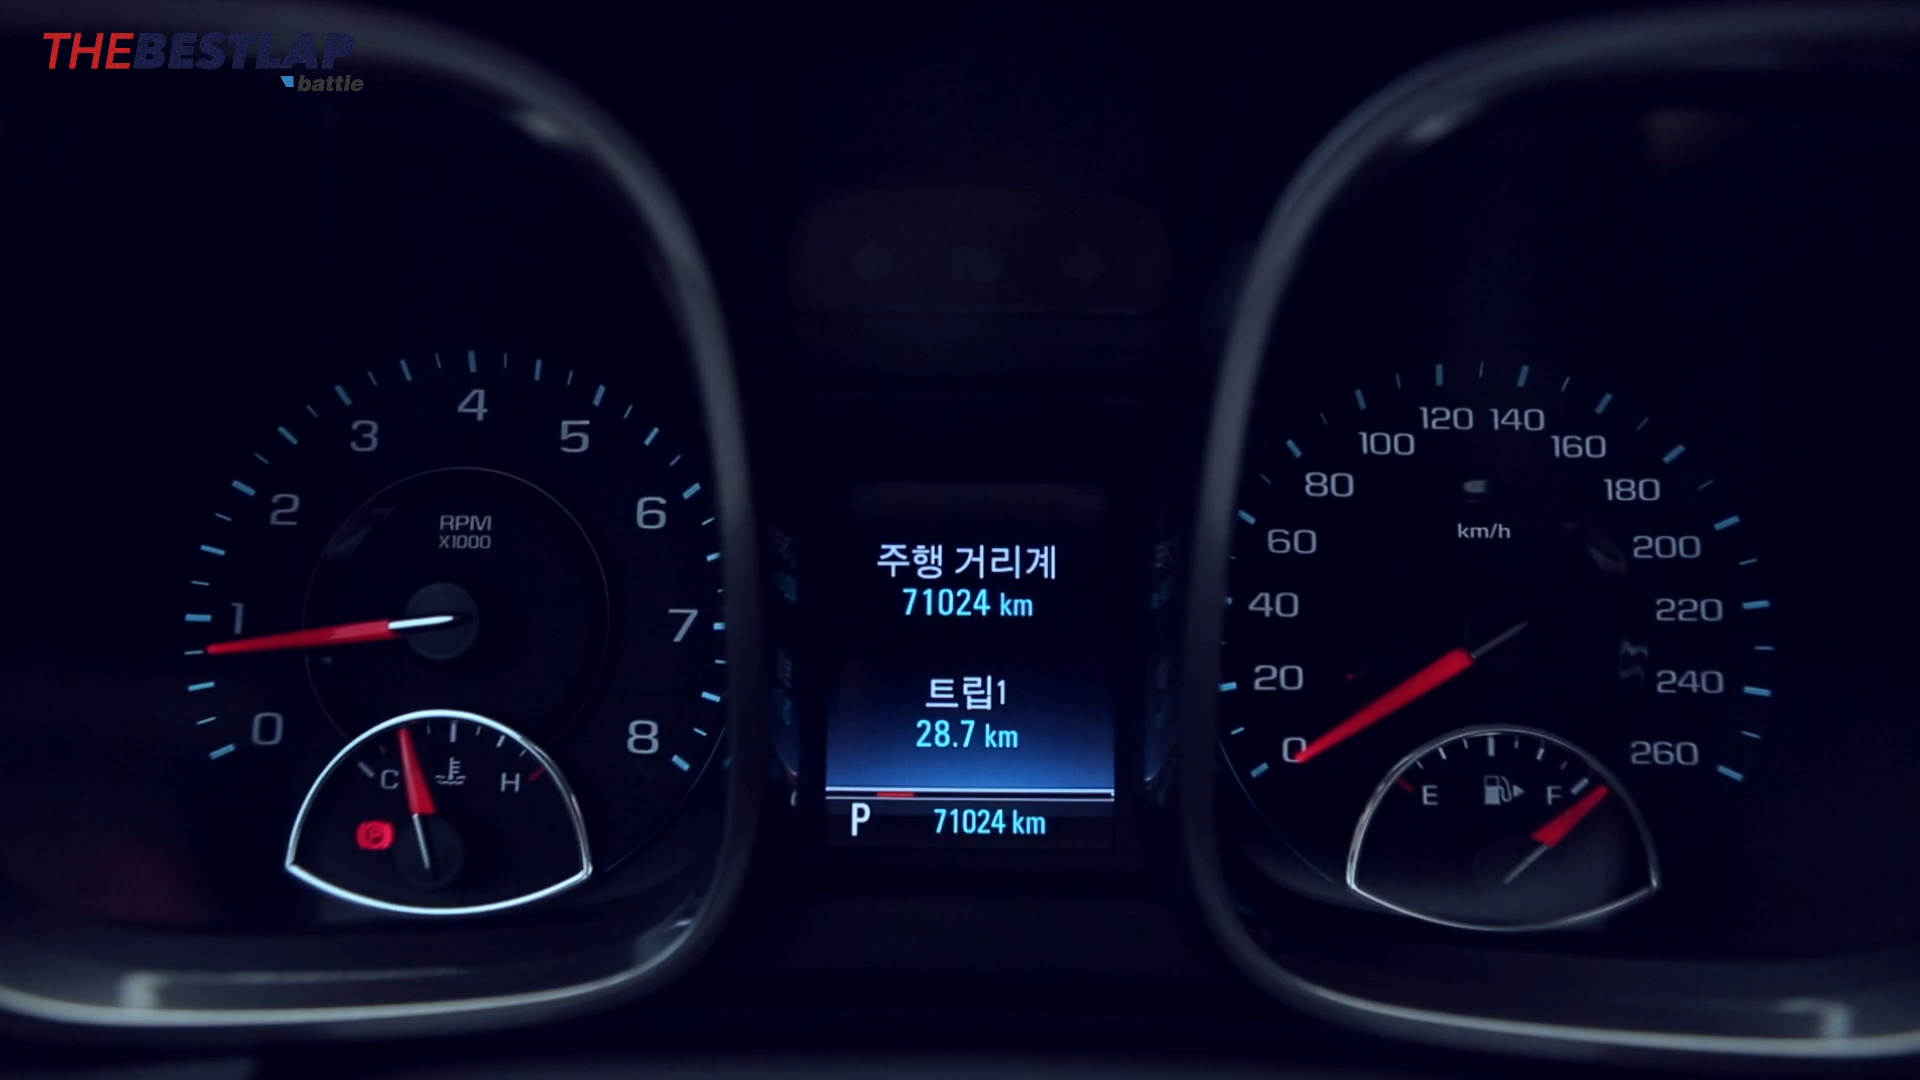 THEBESTLAP
battle
0
1
2
3
4
5
6
7
8
RPM
X1000
C
H
P
주행 거리계
71024 km
트립1
28.7 km
P
71024 km
0
20
40
60
80
100
120
140
160
180
200
220
240
260
km/h
E
F